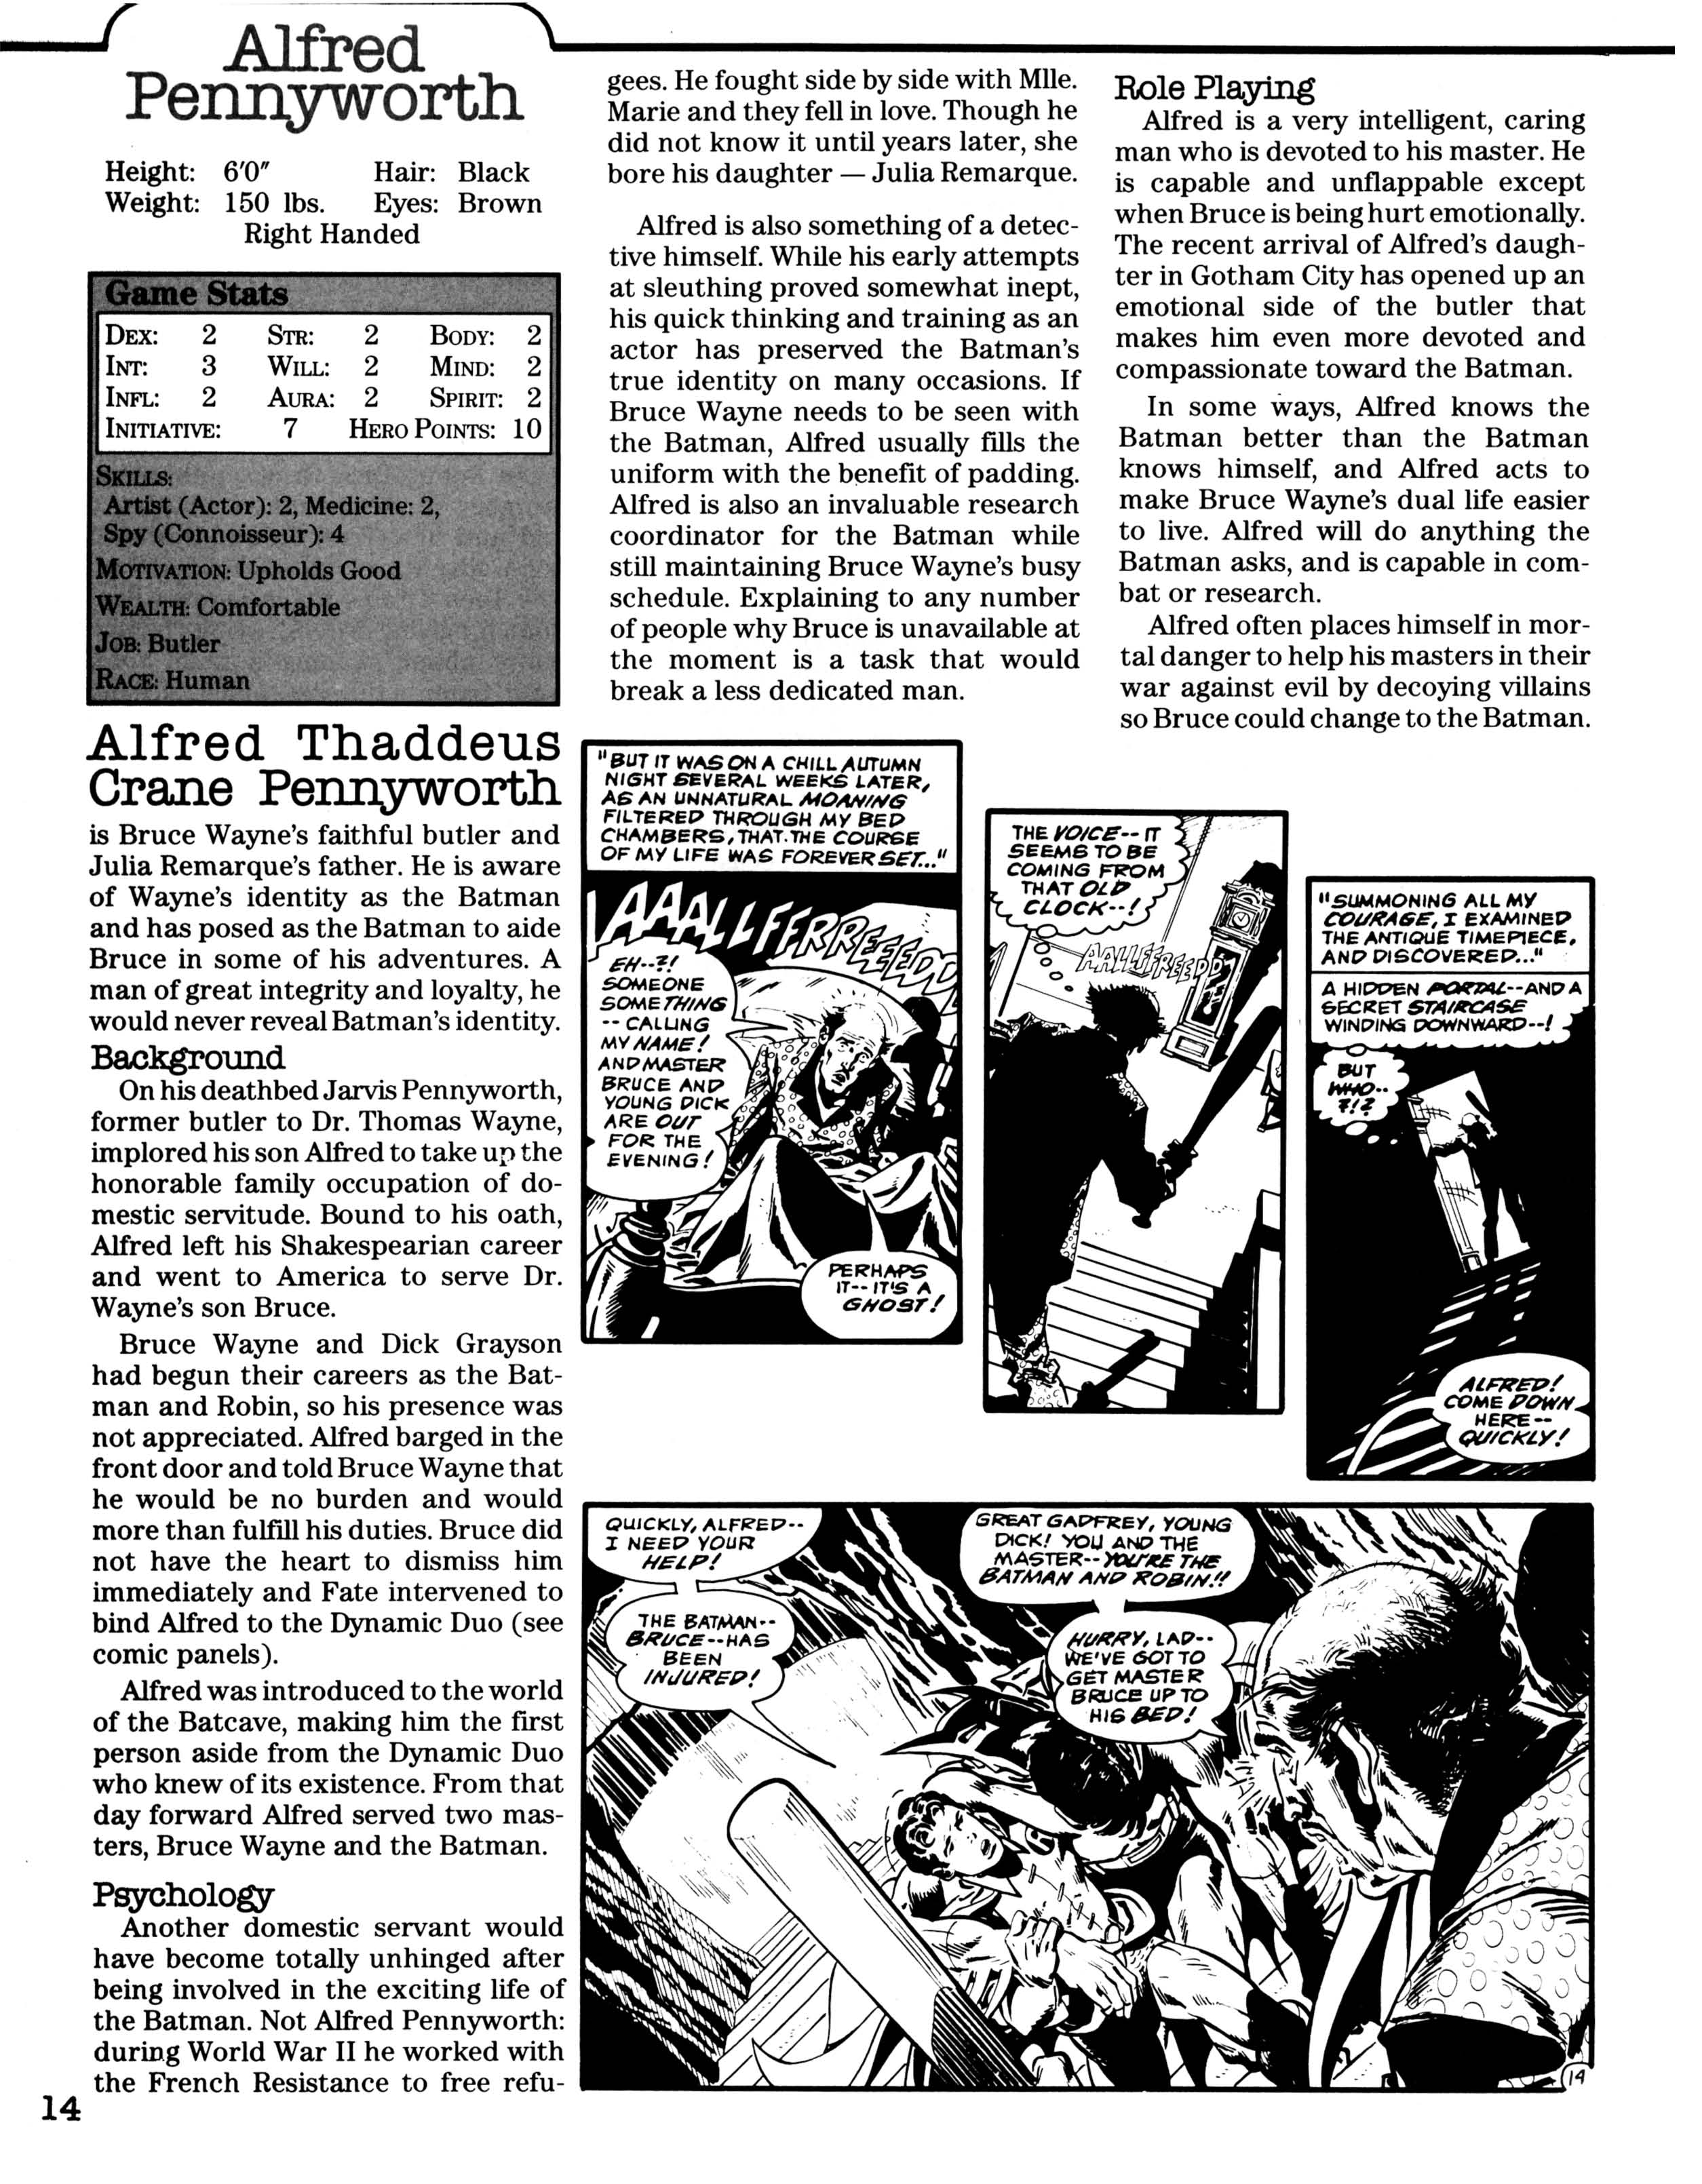 Alfred
Pennyworth
Height: 6'0" Hair: Black
Weight: 150 lbs. Eyes: Brown
Right Handed
Game Stats
DEX: 2 STR: 2 BODY: 2
INT: 3 WILL: 2 MIND: 2
INFL: 2 AURA: 2 SPIRIT: 2
INITIATIVE: 7 HERO POINTS: 10
SKILLS:
Artist (Actor): 2, Medicine: 2,
Spy (Connoisseur): 4
MOTIVATION: Upholds Good
WEALTH: Comfortable
JOB: Butler
RACE: Human
Alfred Thaddeus
Crane Pennyworth
is Bruce Wayne's faithful butler and
Julia Remarque's father. He is aware
of Wayne's identity as the Batman
and has posed as the Batman to aide
Bruce in some of his adventures. A
man of great integrity and loyalty, he
would never reveal Batman's identity.
Background
On his deathbed Jarvis Pennyworth,
former butler to Dr. Thomas Wayne,
implored his son Alfred to take up the
honorable family occupation of do-
mestic servitude. Bound to his oath,
Alfred left his Shakespearian career
and went to America to serve Dr.
Wayne's son Bruce.
Bruce Wayne and Dick Grayson
had begun their careers as the Bat-
man and Robin, so his presence was
not appreciated. Alfred barged in the
front door and told Bruce Wayne that
he would be no burden and would
more than fulfill his duties. Bruce did
not have the heart to dismiss him
immediately and Fate intervened to
bind Alfred to the Dynamic Duo (see
comic panels).
Alfred was introduced to the world
of the Batcave, making him the first
person aside from the Dynamic Duo
who knew of its existence. From that
day forward Alfred served two mas-
ters, Bruce Wayne and the Batman.
Psychology
Another domestic servant would
have become totally unhinged after
being involved in the exciting life of
the Batman. Not Alfred Pennyworth:
during World War II he worked with
the French Resistance to free refu-
14
gees. He fought side by side with Mlle.
Marie and they fell in love. Though he
did not know it until years later, she
bore his daughter — Julia Remarque.
Alfred is also something of a detec-
tive himself. While his early attempts
at sleuthing proved somewhat inept,
his quick thinking and training as an
actor has preserved the Batman's
true identity on many occasions. If
Bruce Wayne needs to be seen with
the Batman, Alfred usually fills the
uniform with the benefit of padding.
Alfred is also an invaluable research
coordinator for the Batman while
still maintaining Bruce Wayne's busy
schedule. Explaining to any number
of people why Bruce is unavailable at
the moment is a task that would
break a less dedicated man.
Role Playing
Alfred is a very intelligent, caring
man who is devoted to his master. He
is capable and unflappable except
when Bruce is being hurt emotionally.
The recent arrival of Alfred's daugh-
ter in Gotham City has opened up an
emotional side of the butler that
makes him even more devoted and
compassionate toward the Batman.
In some ways, Alfred knows the
Batman better than the Batman
knows himself, and Alfred acts to
make Bruce Wayne's dual life easier
to live. Alfred will do anything the
Batman asks, and is capable in com-
bat or research.
Alfred often places himself in mor-
tal danger to help his masters in their
war against evil by decoying villains
so Bruce could change to the Batman.
"BUT IT WAS ON A CHILL AUTUMN
NIGHT SEVERAL WEEKS LATER,
AS AN UNNATURAL MOANING
FILTERED THROUGH MY BED
CHAMBERS, THAT THE COURSE
OF MY LIFE WAS FOREVER SET..."
AAALLFFRREEEEDD
EH--?!
SOMEONE
SOMETHING
-- CALLING
MY NAME!
AND MASTER
BRUCE AND
YOUNG DICK
ARE OUT
FOR THE
EVENING!
PERHAPS
IT-- IT'S A
GHOST!
THE VOICE-- IT
SEEMS TO BE
COMING FROM
THAT OLD
CLOCK--!
AALLFFREEDD
"SUMMONING ALL MY
COURAGE, I EXAMINED
THE ANTIQUE TIMEPIECE,
AND DISCOVERED..."
A HIDDEN PORTAL--AND A
SECRET STAIRCASE
WINDING DOWNWARD--!
BUT
WHO--
?!?
ALFRED!
COME DOWN
HERE--
QUICKLY!
QUICKLY, ALFRED--
I NEED YOUR
HELP!
THE BATMAN--
BRUCE--HAS
BEEN
INJURED!
GREAT GADFREY, YOUNG
DICK! YOU AND THE
MASTER--YOU'RE THE
BATMAN AND ROBIN!!
HURRY, LAD--
WE'VE GOT TO
GET MASTER
BRUCE UP TO
HIS BED!
14